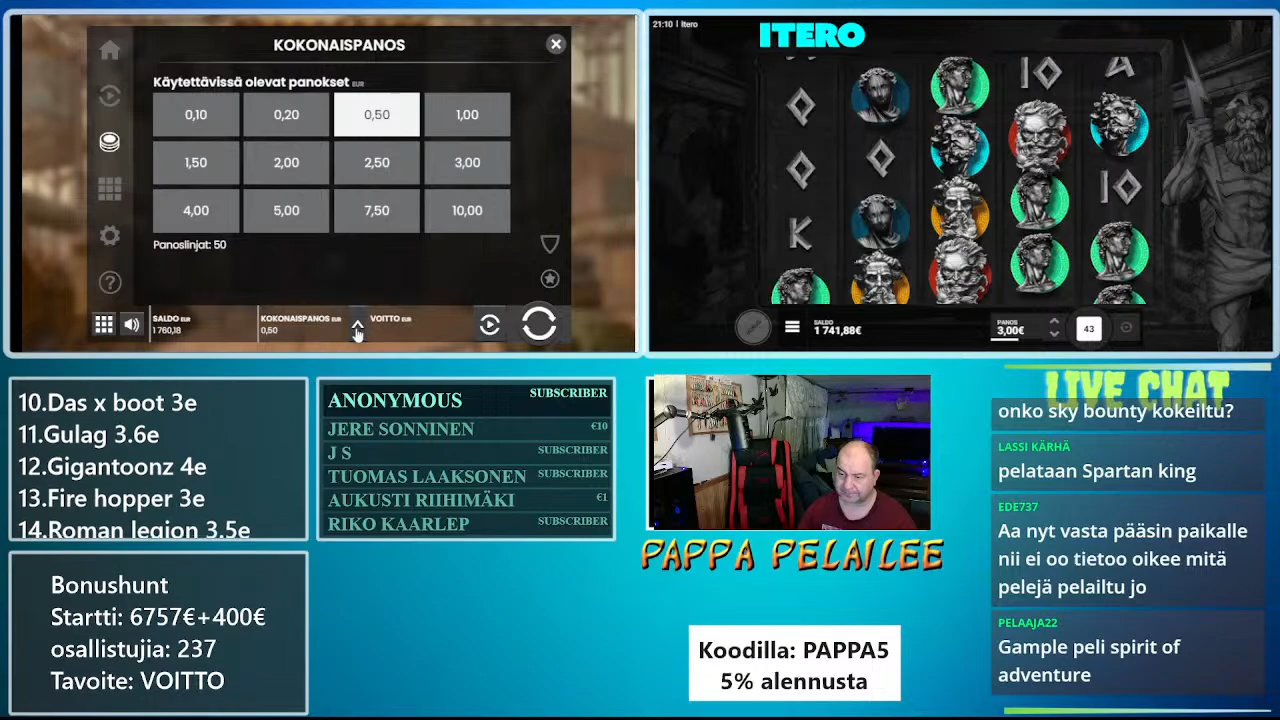 KOKONAISPANOS
Käytettävissä olevat panokset EUR
0,10 0,20 0,50 1,00
1,50 2,00 2,50 3,00
4,00 5,00 7,50 10,00
Panoslinjat: 50
SALDO EUR
1 760,18
KOKONAISPANOS EUR
0,50
VOITTO EUR
21:10 | Itero
ITERO
SALDO
1 741,88€
PANOS
3,00€
43
10.Das x boot 3e
11.Gulag 3.6e
12.Gigantoonz 4e
13.Fire hopper 3e
14.Roman legion 3.5e
ANONYMOUS SUBSCRIBER
JERE SONNINEN €10
J S SUBSCRIBER
TUOMAS LAAKSONEN SUBSCRIBER
AUKUSTI RIIHIMÄKI €1
RIKO KAARLEP SUBSCRIBER
PAPPA PELAILEE
LIVE CHAT
onko sky bounty kokeiltu?
LASSI KÄRHÄ
pelataan Spartan king
EDE737
Aa nyt vasta pääsin paikalle
nii ei oo tietoo oikee mitä
pelejä pelailtu jo
PELAAJA22
Gample peli spirit of
adventure
Bonushunt
Startti: 6757€+400€
osallistujia: 237
Tavoite: VOITTO
Koodilla: PAPPA5
5% alennusta